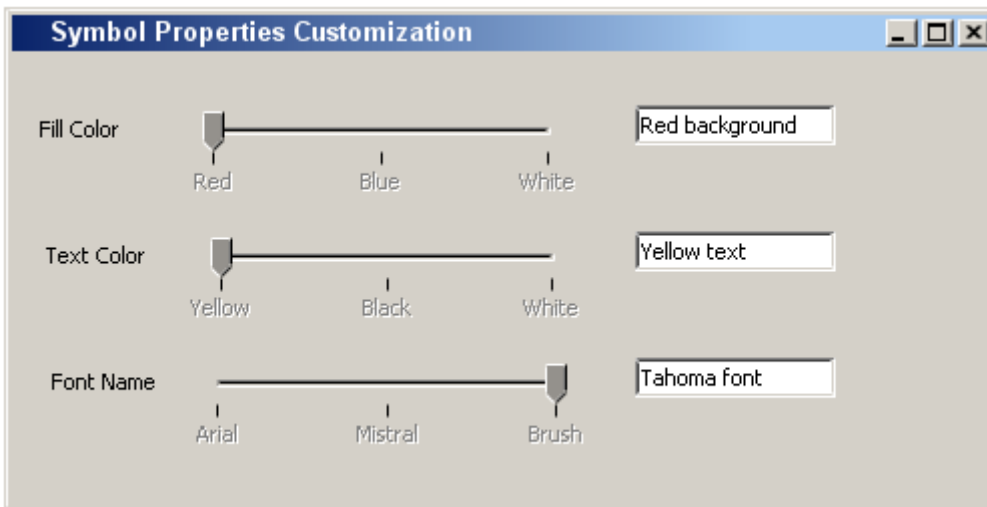 Symbol Properties Customization
Fill Color
Red background
Red Blue White
Text Color
Yellow text
Yellow Black White
Font Name
Tahoma font
Arial Mistral Brush